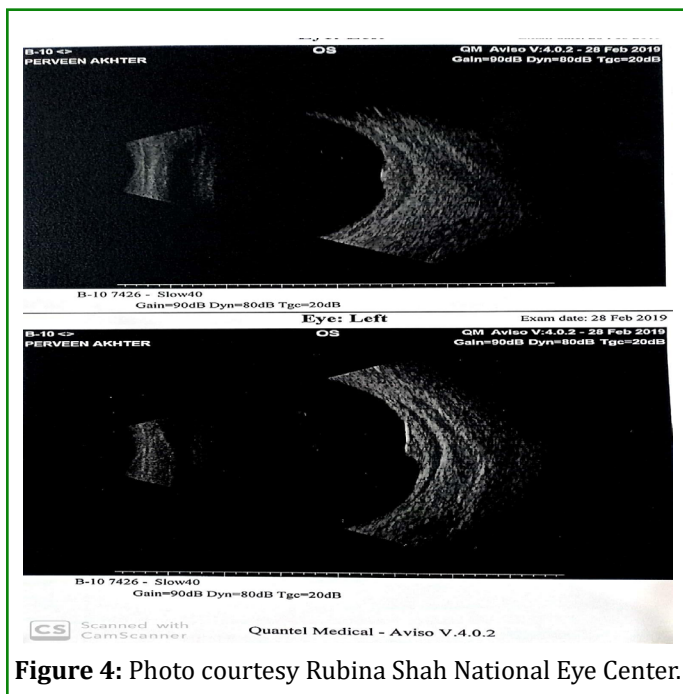 OS
B-10 <>
QM Aviso V:4.0.2 - 28 Feb 2019
PERVEEN AKHTER
Gain=90dB Dyn=80dB Tgc=20dB
B-10 7426 - Slow40
Gain=90dB Dyn=80dB Tgc=20dB
Eye: Left
Exam date: 28 Feb 2019
B-10 <>
OS
QM Aviso V:4.0.2 - 28 Feb 2019
PERVEEN AKHTER
Gain=90dB Dyn=80dB Tgc=20dB
B-10 7426 - Slow40
Gain=90dB Dyn=80dB Tgc=20dB
CS
Scanned with
CamScanner
Quantel Medical - Aviso V.4.0.2
Figure 4: Photo courtesy Rubina Shah National Eye Center.